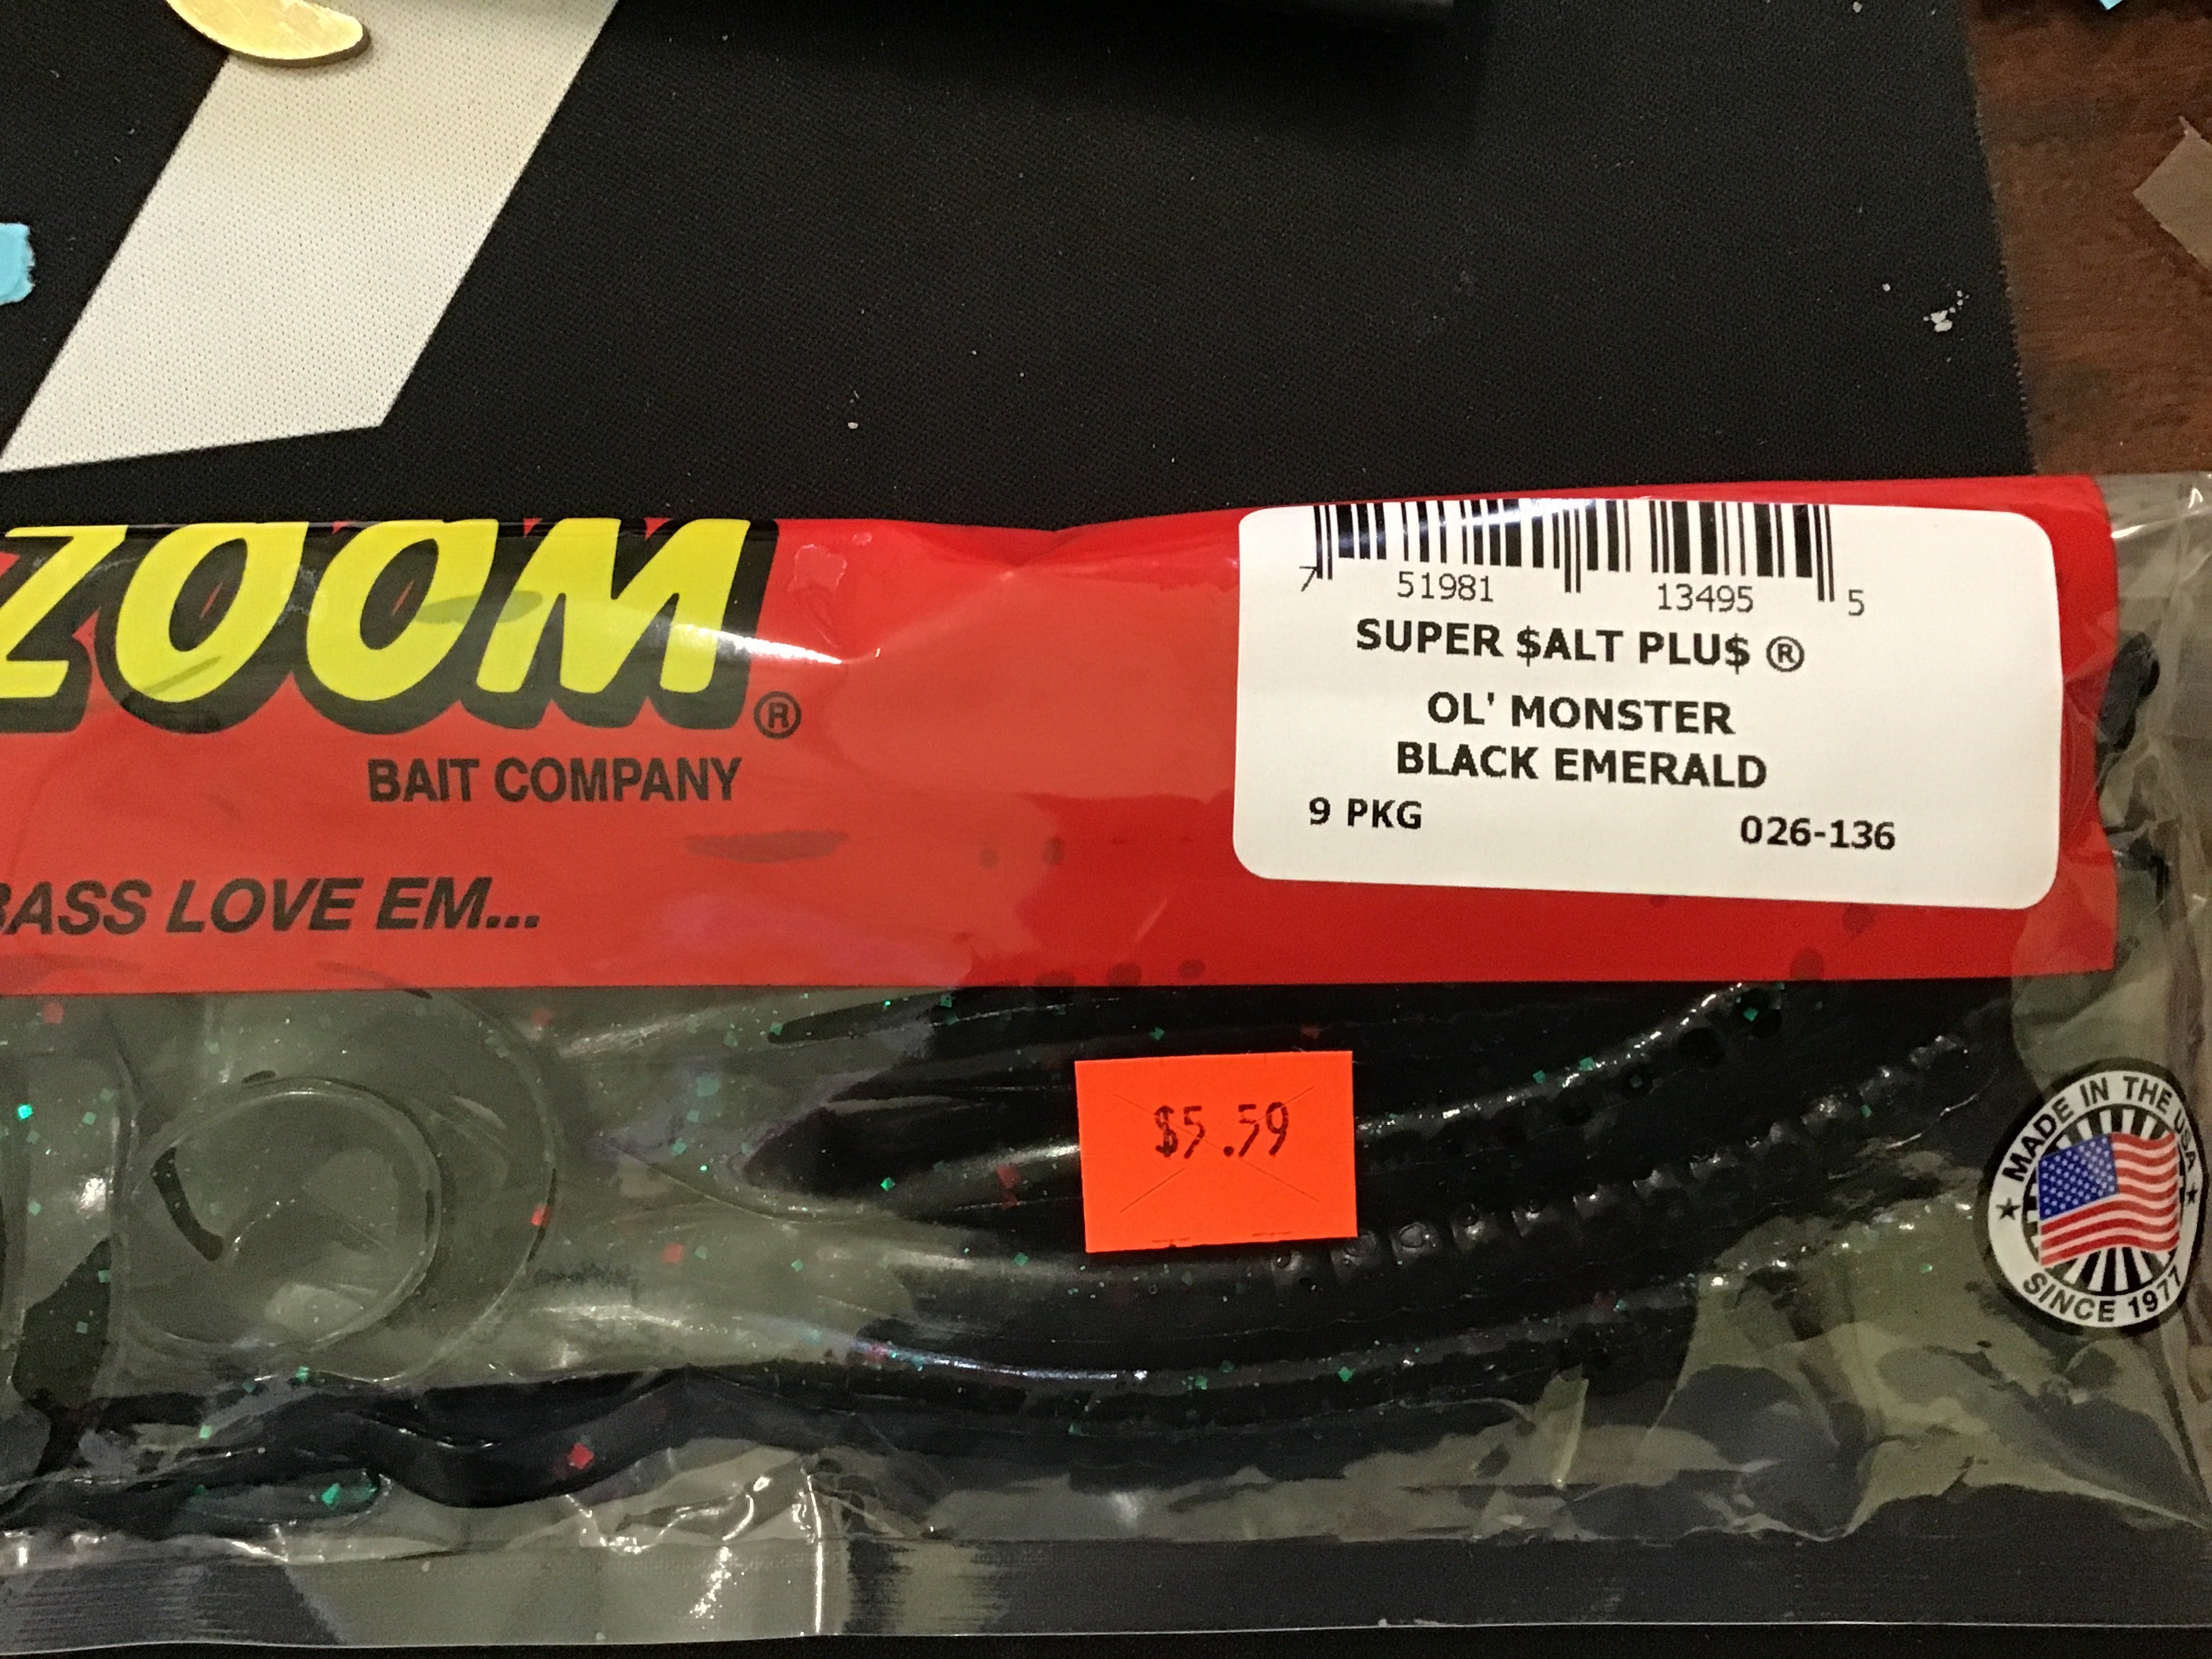 ZOOM
®
BAIT COMPANY
BASS LOVE EM...
7 51981 13495 5
SUPER $ALT PLU$ ®
OL' MONSTER
BLACK EMERALD
9 PKG 026-136
$5.59
MADE IN THE USA
SINCE 1977